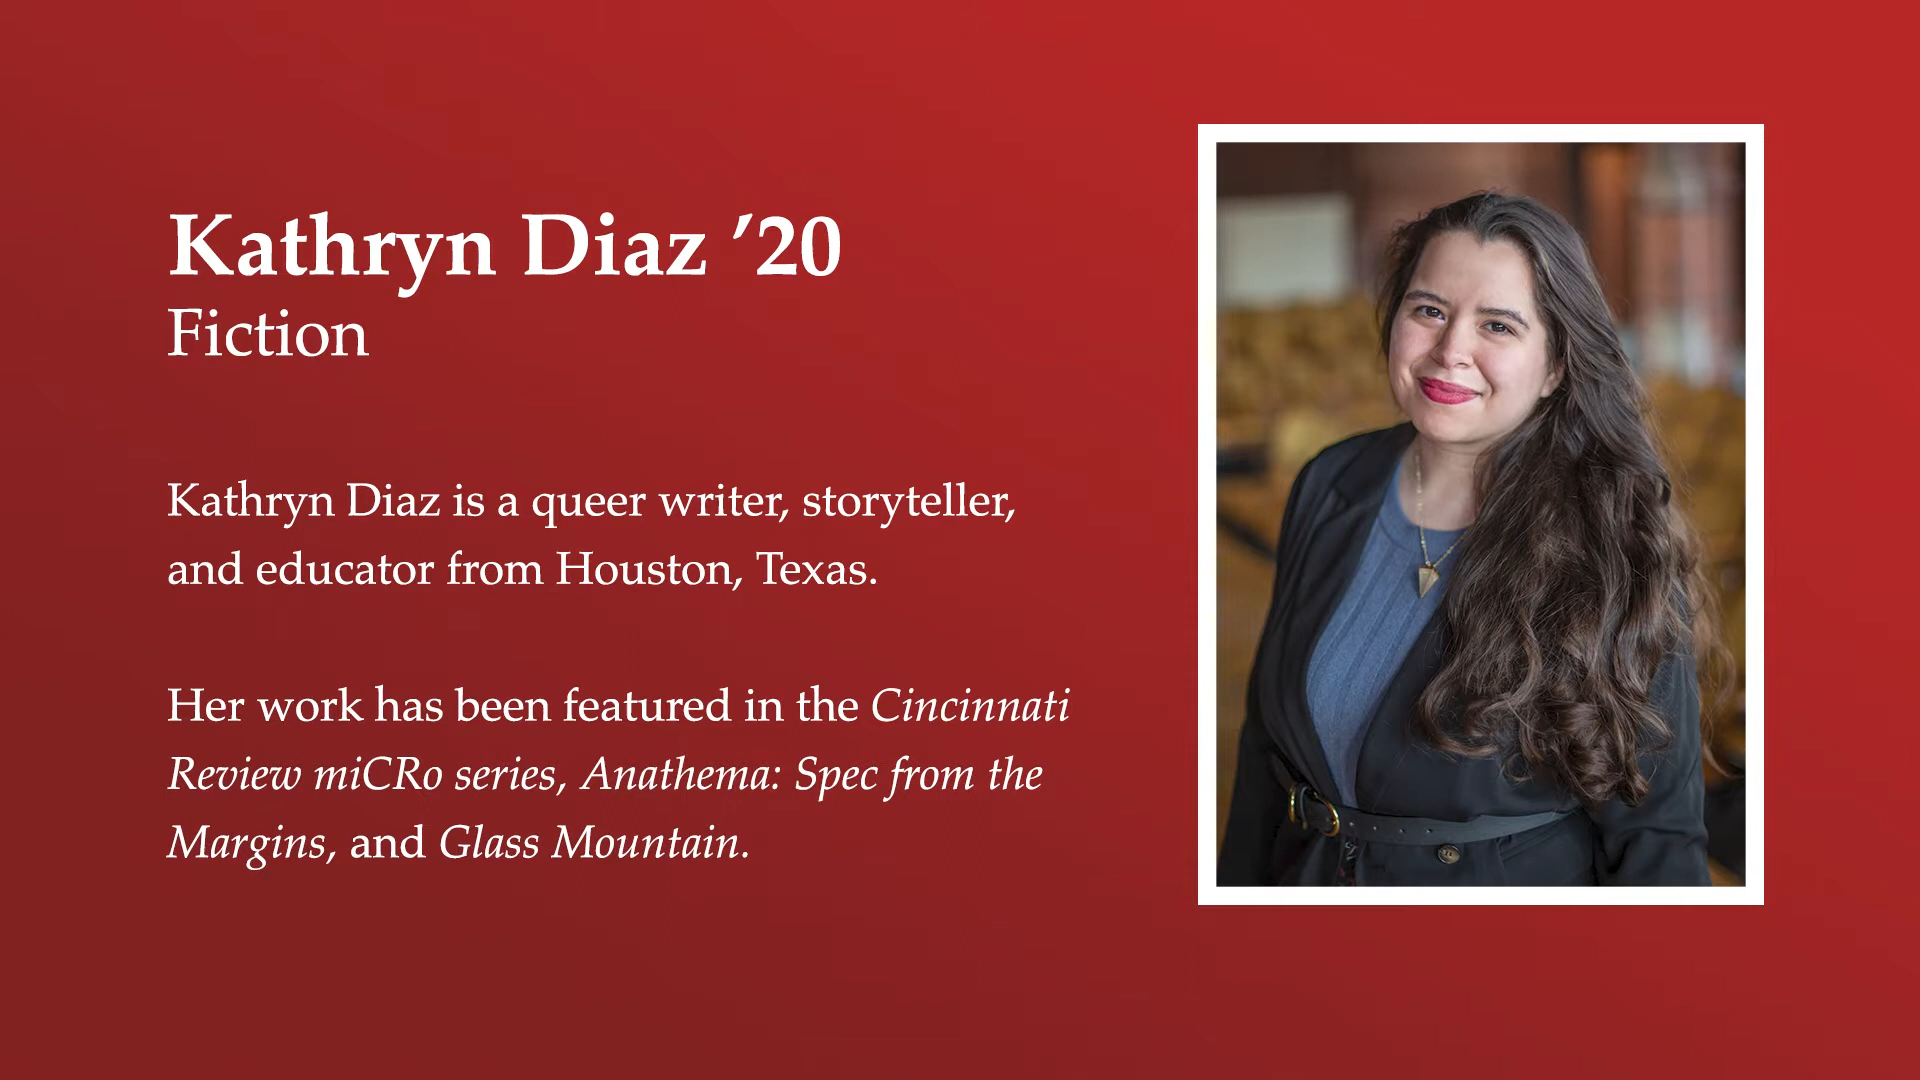 Kathryn Diaz ’20
Fiction
Kathryn Diaz is a queer writer, storyteller,
and educator from Houston, Texas.
Her work has been featured in the Cincinnati
Review miCRo series, Anathema: Spec from the
Margins, and Glass Mountain.